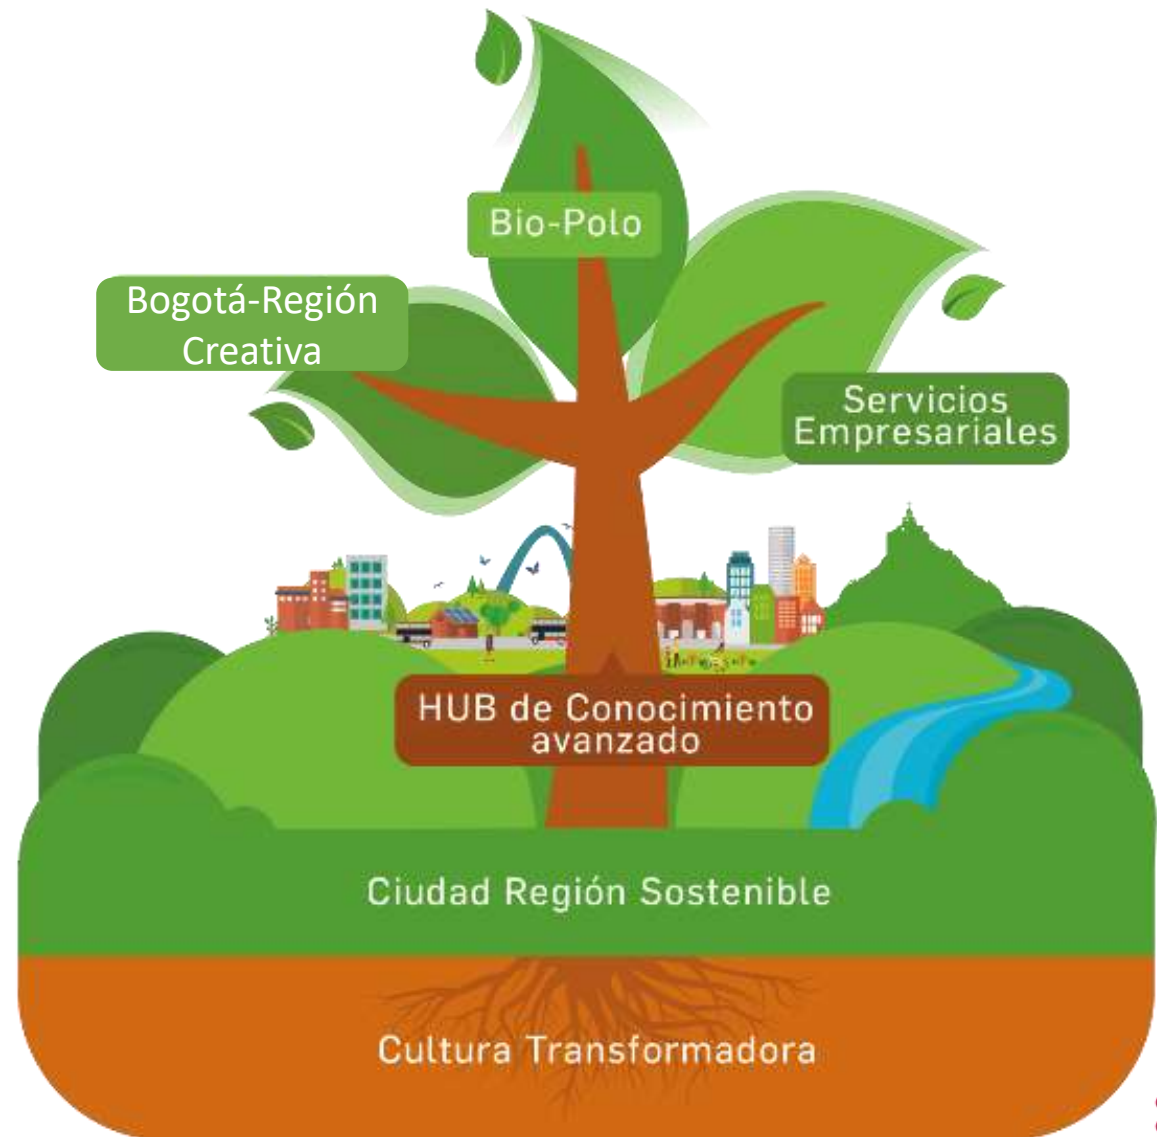 Bio-Polo
Bogotá-Región
Creativa
Servicios
Empresariales
HUB de Conocimiento
avanzado
Ciudad Región Sostenible
Cultura Transformadora